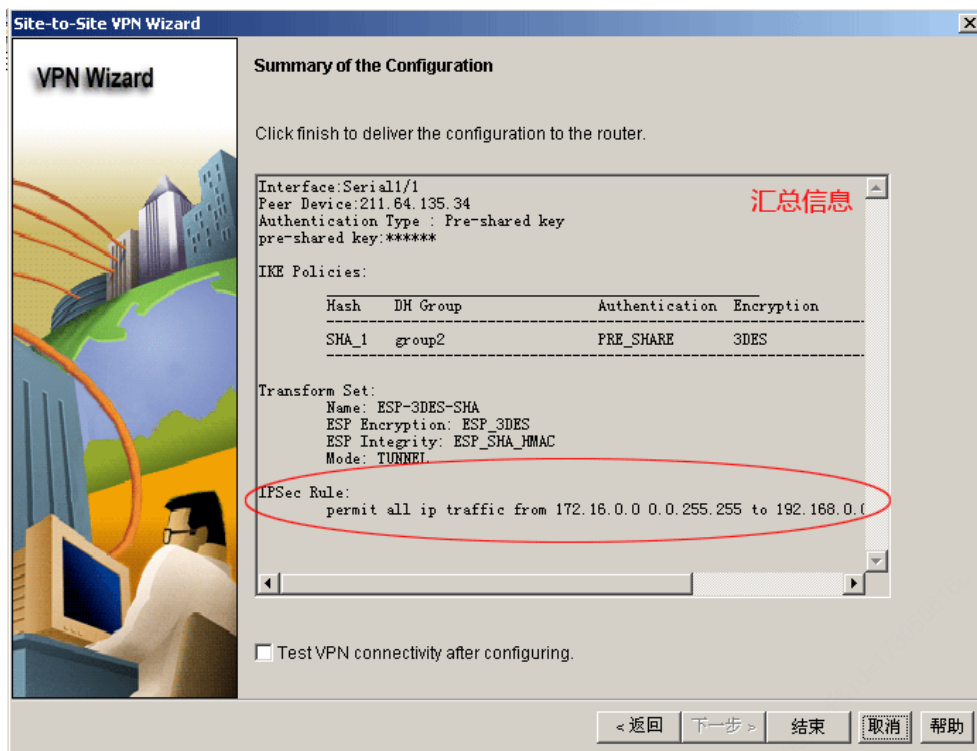 Site-to-Site VPN Wizard
VPN Wizard
Summary of the Configuration
Click finish to deliver the configuration to the router.
Interface:Serial1/1
汇总信息
Peer Device:211.64.135.34
Authentication Type : Pre-shared key
pre-shared key:******
IKE Policies:
Hash DH Group Authentication Encryption
SHA_1 group2 PRE_SHARE 3DES
Transform Set:
Name: ESP-3DES-SHA
ESP Encryption: ESP_3DES
ESP Integrity: ESP_SHA_HMAC
Mode: TUNNEL
IPSec Rule:
permit all ip traffic from 172.16.0.0 0.0.255.255 to 192.168.0.
Test VPN connectivity after configuring.
<返回 下一步> 结束 取消 帮助